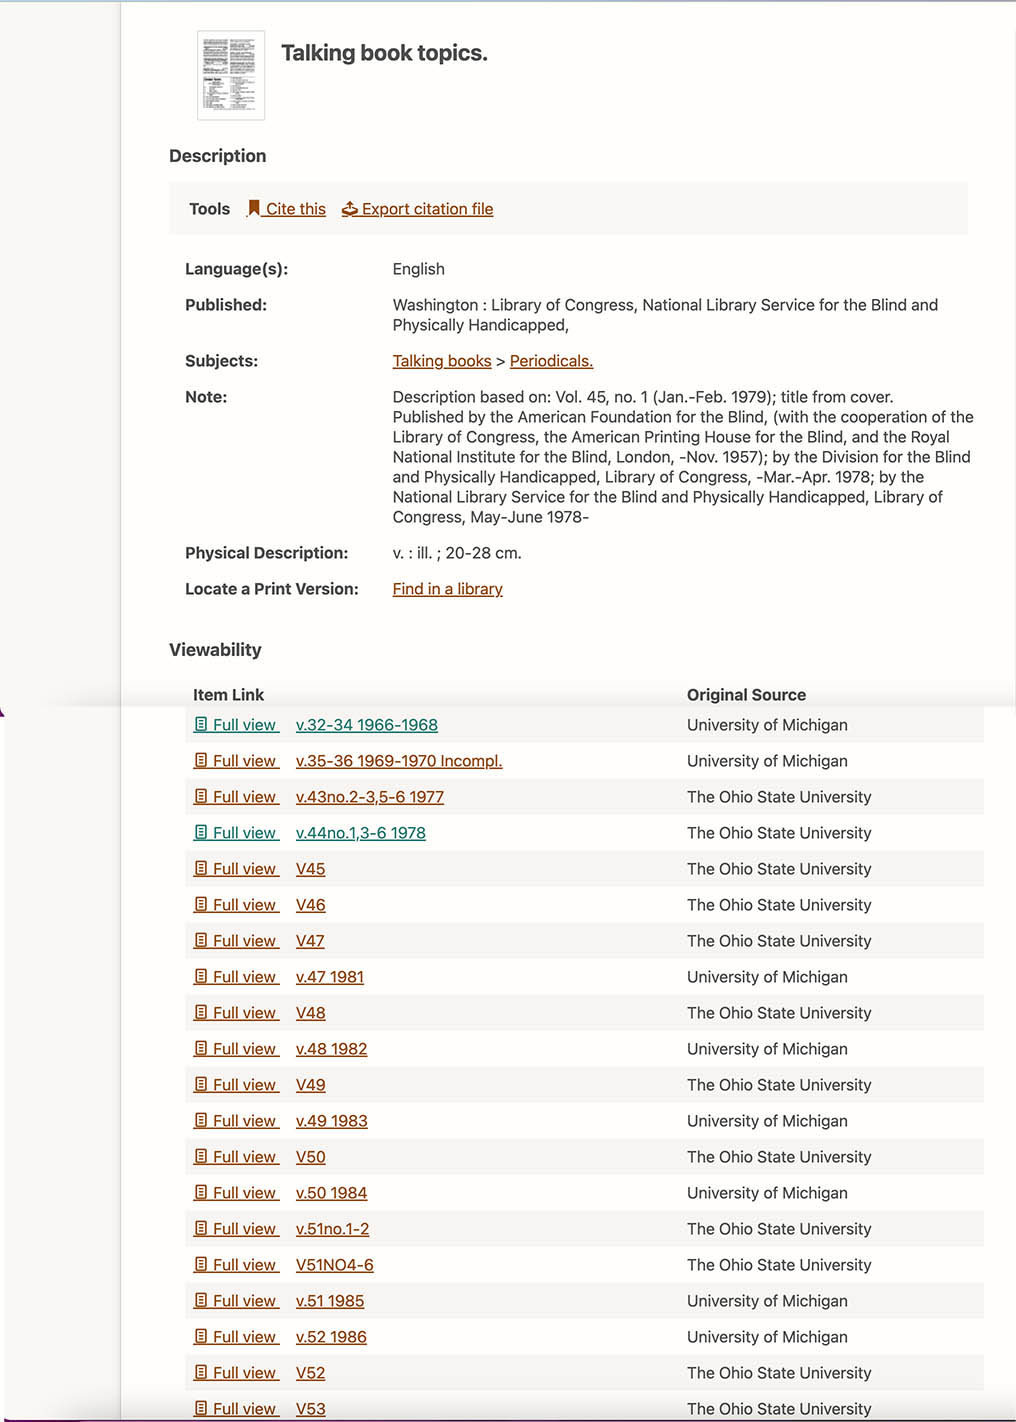 Talking book topics.
Description
Tools Cite this Export citation file
Language(s): English
Published: Washington : Library of Congress, National Library Service for the Blind and
Physically Handicapped,
Subjects: Talking books > Periodicals.
Note: Description based on: Vol. 45, no. 1 (Jan.-Feb. 1979); title from cover.
Published by the American Foundation for the Blind, (with the cooperation of the
Library of Congress, the American Printing House for the Blind, and the Royal
National Institute for the Blind, London, -Nov. 1957); by the Division for the Blind
and Physically Handicapped, Library of Congress, -Mar.-Apr. 1978; by the
National Library Service for the Blind and Physically Handicapped, Library of
Congress, May-June 1978-
Physical Description: v. : ill. ; 20-28 cm.
Locate a Print Version: Find in a library
Viewability
Item Link Original Source
Full view v.32-34 1966-1968 University of Michigan
Full view v.35-36 1969-1970 Incompl. University of Michigan
Full view v.43no.2-3,5-6 1977 The Ohio State University
Full view v.44no.1,3-6 1978 The Ohio State University
Full view V45 The Ohio State University
Full view V46 The Ohio State University
Full view V47 The Ohio State University
Full view v.47 1981 University of Michigan
Full view V48 The Ohio State University
Full view v.48 1982 University of Michigan
Full view V49 The Ohio State University
Full view v.49 1983 University of Michigan
Full view V50 The Ohio State University
Full view v.50 1984 University of Michigan
Full view v.51no.1-2 The Ohio State University
Full view V51NO4-6 The Ohio State University
Full view v.51 1985 University of Michigan
Full view v.52 1986 University of Michigan
Full view V52 The Ohio State University
Full view V53 The Ohio State University